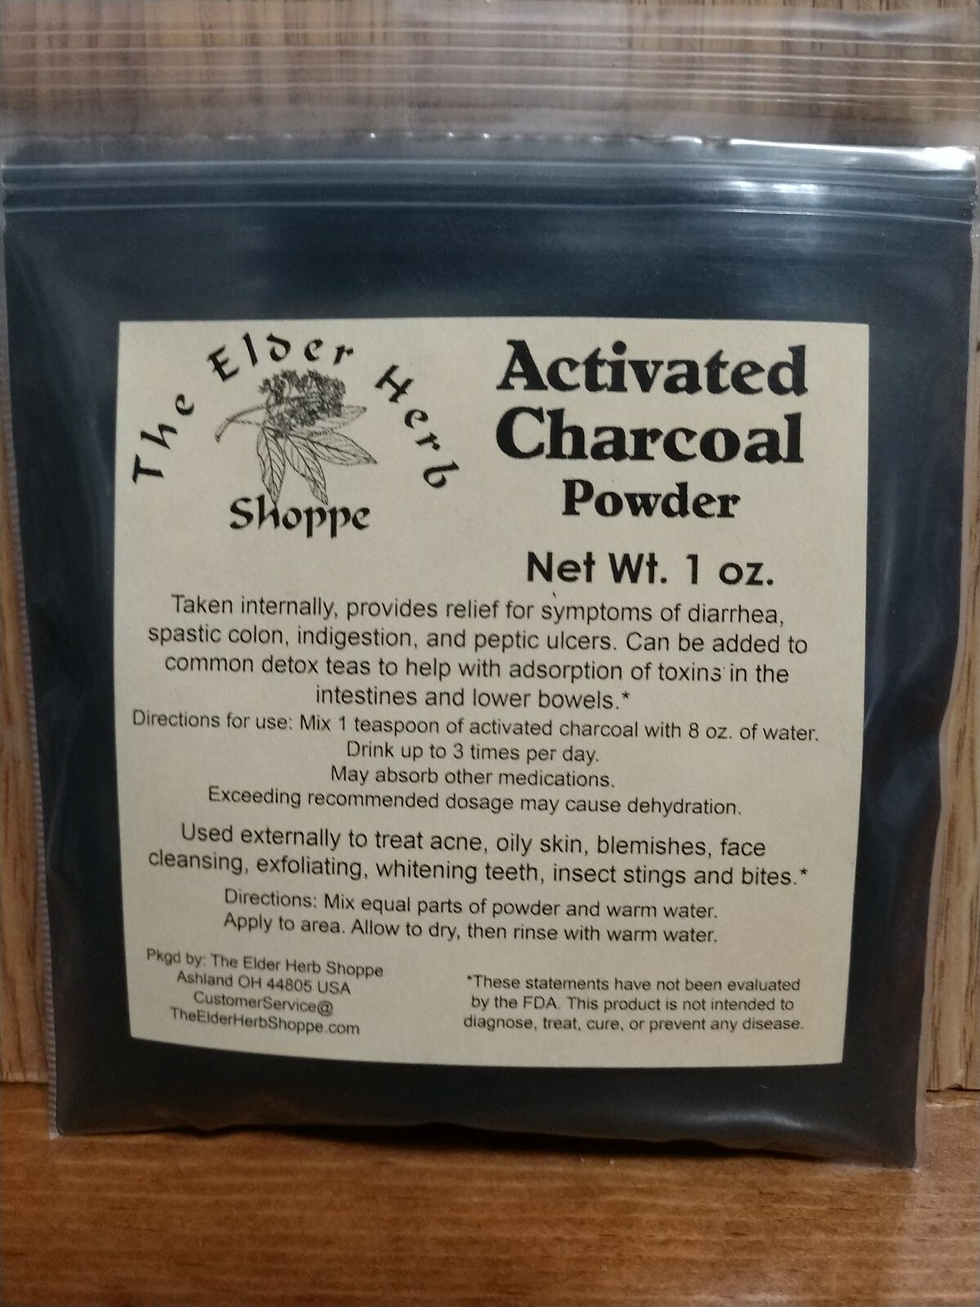 The Elder Herb
Shoppe
Activated
Charcoal
Powder
Net Wt. 1 oz.
Taken internally, provides relief for symptoms of diarrhea,
spastic colon, indigestion, and peptic ulcers. Can be added to
common detox teas to help with adsorption of toxins in the
intestines and lower bowels.*
Directions for use: Mix 1 teaspoon of activated charcoal with 8 oz. of water.
Drink up to 3 times per day.
May absorb other medications.
Exceeding recommended dosage may cause dehydration.
Used externally to treat acne, oily skin, blemishes, face
cleansing, exfoliating, whitening teeth, insect stings and bites.*
Directions: Mix equal parts of powder and warm water.
Apply to area. Allow to dry, then rinse with warm water.
Pkgd by: The Elder Herb Shoppe
Ashland OH 44805 USA
CustomerService@
TheElderHerbShoppe.com
*These statements have not been evaluated
by the FDA. This product is not intended to
diagnose, treat, cure, or prevent any disease.